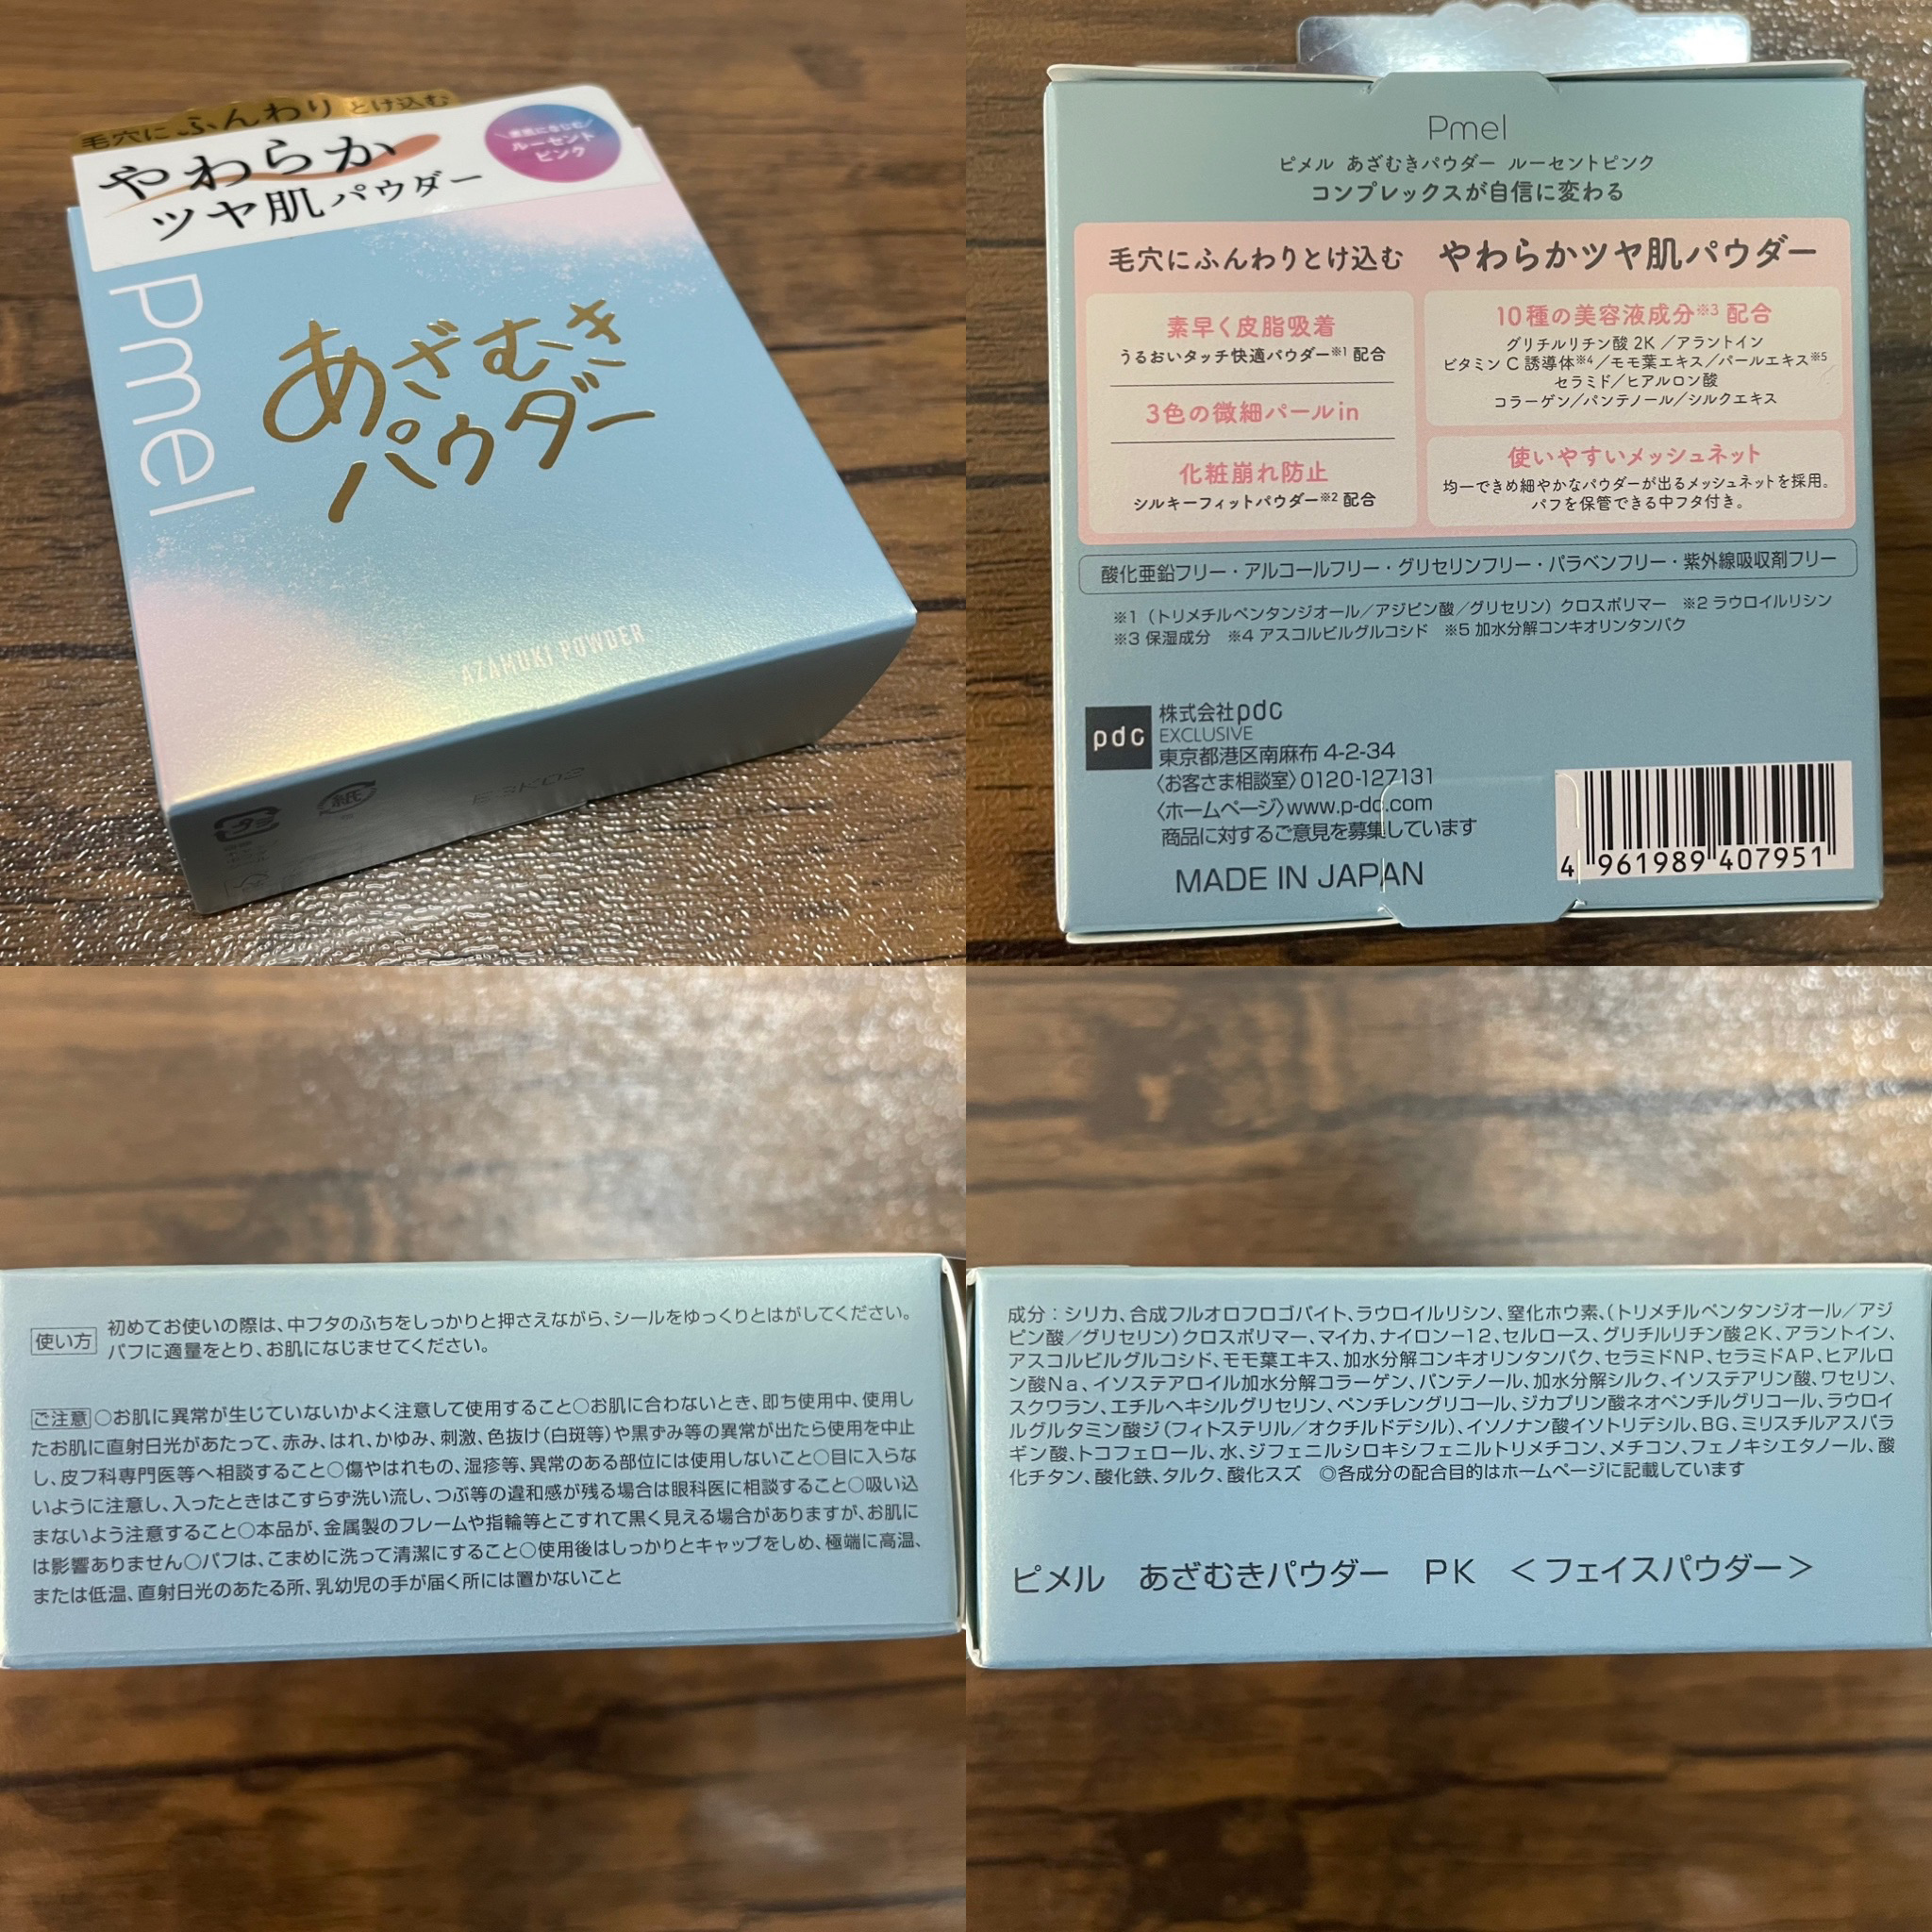 毛穴にふんわりとけ込む
やわらか
ツヤ肌パウダー
素肌になじむ
ルーセント
ピンク
Pmel
あざむき
パウダー
AZAMUKI POWDER
紙
E3K02
Pmel
ピメル あざむきパウダー ルーセントピンク
コンプレックスが自信に変わる
毛穴にふんわりとけ込む やわらかツヤ肌パウダー
素早く皮脂吸着
うるおいタッチ快適パウダー※1 配合
3色の微細パールin
化粧崩れ防止
シルキーフィットパウダー※2 配合
10種の美容液成分※3 配合
グリチルリチン酸 2K ／アラントイン
ビタミン C 誘導体※4／モモ葉エキス／パールエキス※5
セラミド／ヒアルロン酸
コラーゲン／パンテノール／シルクエキス
使いやすいメッシュネット
均一できめ細やかなパウダーが出るメッシュネットを採用。
パフを保管できる中フタ付き。
酸化亜鉛フリー・アルコールフリー・グリセリンフリー・パラベンフリー・紫外線吸収剤フリー
※1（トリメチルペンタンジオール／アジピン酸／グリセリン）クロスポリマー ※2 ラウロイルリシン
※3 保湿成分 ※4 アスコルビルグルコシド ※5 加水分解コンキオリンタンパク
pdc
株式会社pdc
EXCLUSIVE
東京都港区南麻布 4-2-34
〈お客さま相談室〉0120-127131
〈ホームページ〉www.p-dc.com
商品に対するご意見を募集しています
MADE IN JAPAN
4 961989 407951
使い方 初めてお使いの際は、中フタのふちをしっかりと押さえながら、シールをゆっくりとはがしてください。
パフに適量をとり、お肌になじませてください。
ご注意 ○お肌に異常が生じていないかよく注意して使用すること○お肌に合わないとき、即ち使用中、使用し
たお肌に直射日光があたって、赤み、はれ、かゆみ、刺激、色抜け（白斑等）や黒ずみ等の異常が出たら使用を中止
し、皮フ科専門医等へ相談すること○傷やはれもの、湿疹等、異常のある部位には使用しないこと○目に入らな
いように注意し、入ったときはこすらず洗い流し、つぶ等の違和感が残る場合は眼科医に相談すること○吸い込
まないよう注意すること○本品が、金属製のフレームや指輪等とこすれて黒く見える場合がありますが、お肌に
は影響ありません○パフは、こまめに洗って清潔にすること○使用後はしっかりとキャップをしめ、極端に高温、
または低温、直射日光のあたる所、乳幼児の手が届く所には置かないこと
成分：シリカ、合成フルオロフロゴパイト、ラウロイルリシン、窒化ホウ素、（トリメチルペンタンジオール／アジ
ピン酸／グリセリン）クロスポリマー、マイカ、ナイロン-12、セルロース、グリチルリチン酸2K、アラントイン、
アスコルビルグルコシド、モモ葉エキス、加水分解コンキオリンタンパク、セラミドNP、セラミドAP、ヒアルロ
ン酸Na、イソステアロイル加水分解コラーゲン、パンテノール、加水分解シルク、イソステアリン酸、ワセリン、
スクワラン、エチルヘキシルグリセリン、ペンチレングリコール、ジカプリン酸ネオペンチルグリコール、ラウロイ
ルグルタミン酸ジ（フィトステリル／オクチルドデシル）、イソノナン酸イソトリデシル、BG、ミリスチルアスパラ
ギン酸、トコフェロール、水、ジフェニルシロキシフェニルトリメチコン、メチコン、フェノキシエタノール、酸
化チタン、酸化鉄、タルク、酸化スズ ◎各成分の配合目的はホームページに記載しています
ピメル あざむきパウダー PK ＜フェイスパウダー＞